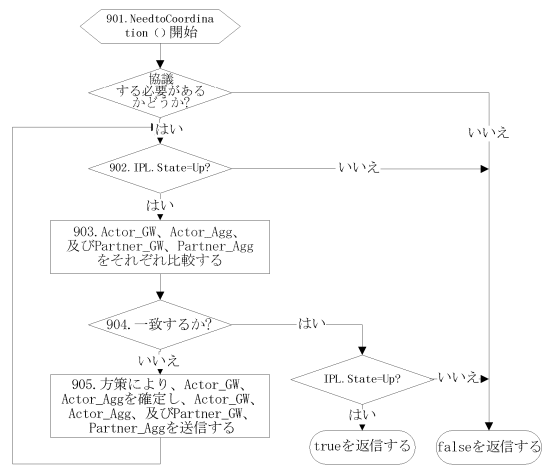 901.NeedtoCoordina
tion（）開始
協議
する必要がある
かどうか?
はい
いいえ
902.IPL.State=Up?
いいえ
はい
903.Actor_GW、Actor_Agg、
及びPartner_GW、Partner_Agg
をそれぞれ比較する
904.一致するか?
はい
いいえ
905.方策により、Actor_GW、
Actor_Aggを確定し、Actor_GW、
Actor_Agg、及びPartner_GW、
Partner_Aggを送信する
IPL.State=Up?
いいえ
はい
trueを返信する
falseを返信する